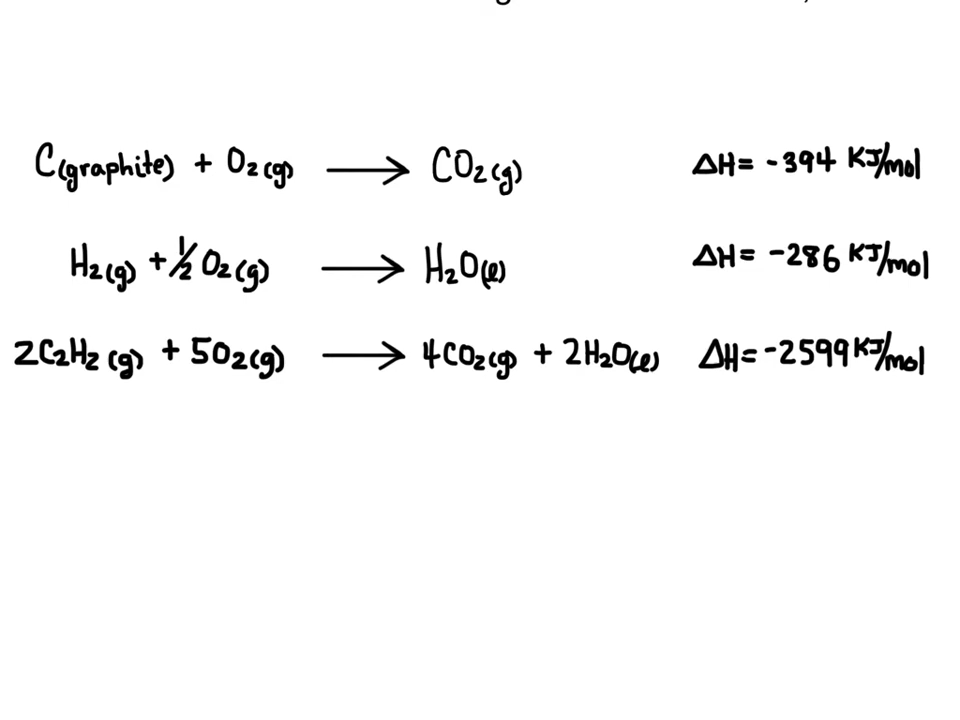 C(graphite) + O₂(g) ⟶ CO₂(g) ΔH = -394 KJ/mol
H₂(g) + ½ O₂(g) ⟶ H₂O(l) ΔH = -286 KJ/mol
2C₂H₂(g) + 5O₂(g) ⟶ 4CO₂(g) + 2H₂O(l) ΔH = -2599 KJ/mol